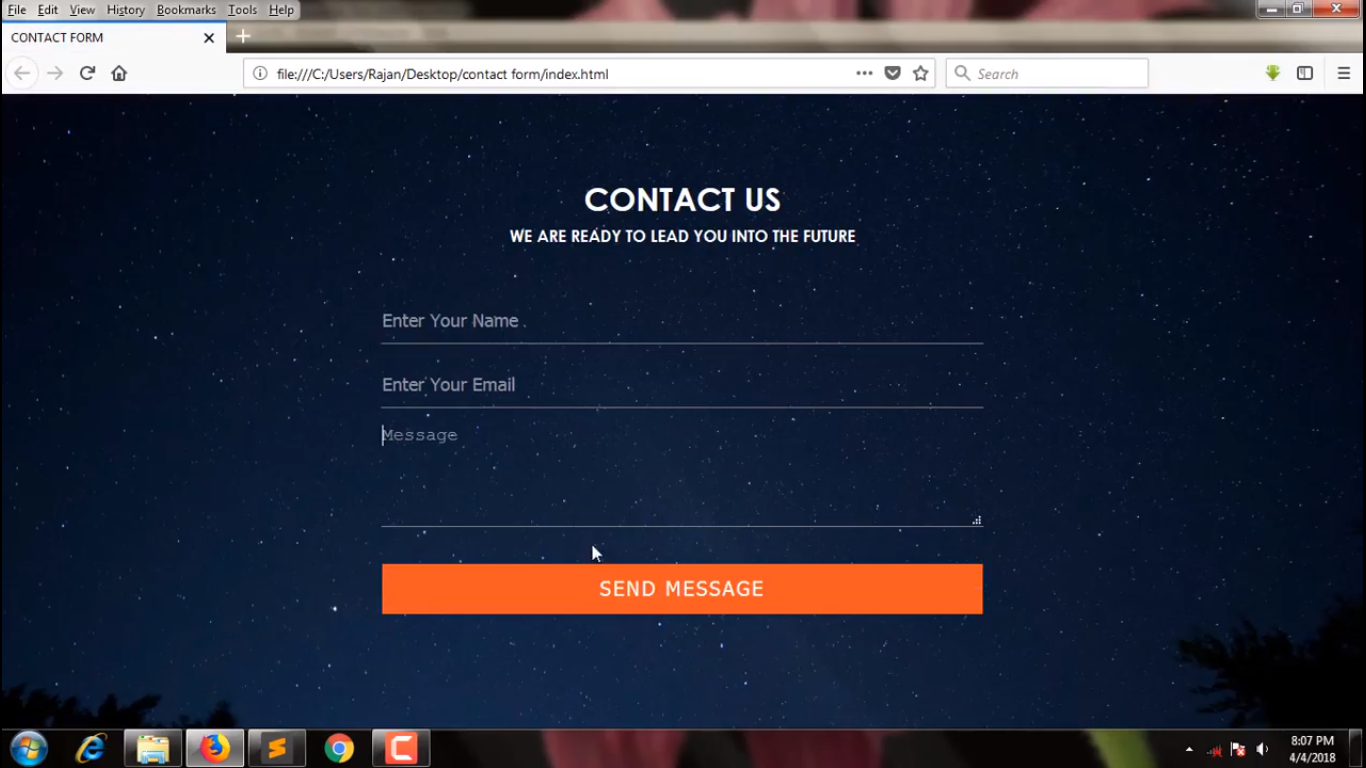 File Edit View History Bookmarks Tools Help
CONTACT FORM
file:///C:/Users/Rajan/Desktop/contact form/index.html
Search
CONTACT US
WE ARE READY TO LEAD YOU INTO THE FUTURE
Enter Your Name
Enter Your Email
Message
SEND MESSAGE
8:07 PM
4/4/2018